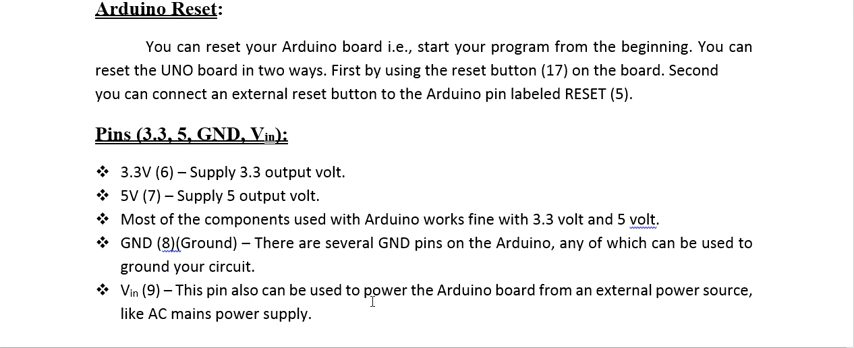 Arduino Reset:
You can reset your Arduino board i.e., start your program from the beginning. You can
reset the UNO board in two ways. First by using the reset button (17) on the board. Second
you can connect an external reset button to the Arduino pin labeled RESET (5).
Pins (3.3, 5, GND, Vin):
❖ 3.3V (6) – Supply 3.3 output volt.
❖ 5V (7) – Supply 5 output volt.
❖ Most of the components used with Arduino works fine with 3.3 volt and 5 volt.
❖ GND (8)(Ground) – There are several GND pins on the Arduino, any of which can be used to
ground your circuit.
❖ Vin (9) – This pin also can be used to power the Arduino board from an external power source,
like AC mains power supply.